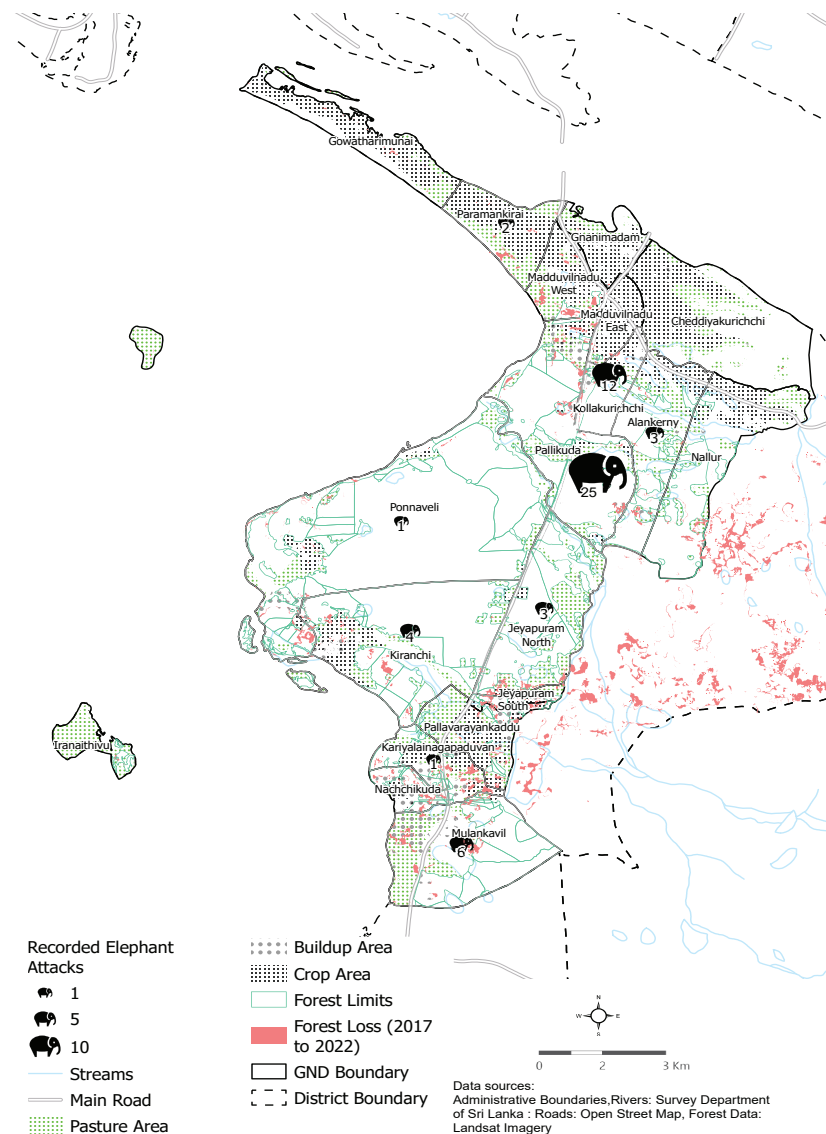 Gowatharimunai
Paramankirai
2
Gnanimadam
Madduvilnadu
West
Madduvilnadu
East
Cheddiyakurichchi
12
Kollakurichchi
Alankerny
3
Pallikuda
Nallur
25
Ponnaveli
1
3
Jeyapuram
North
4
Kiranchi
Jeyapuram
South
Pallavarayankaddu
Iranaithivu
Kariyalainagapaduvan
1
Nachchikuda
Mulankavil
6
Recorded Elephant
Attacks
1
5
10
Streams
Main Road
Pasture Area
Buildup Area
Crop Area
Forest Limits
Forest Loss (2017
to 2022)
GND Boundary
District Boundary
N
W E
R
0 2 3 Km
Data sources:
Administrative Boundaries,Rivers: Survey Department
of Sri Lanka : Roads: Open Street Map, Forest Data:
Landsat Imagery